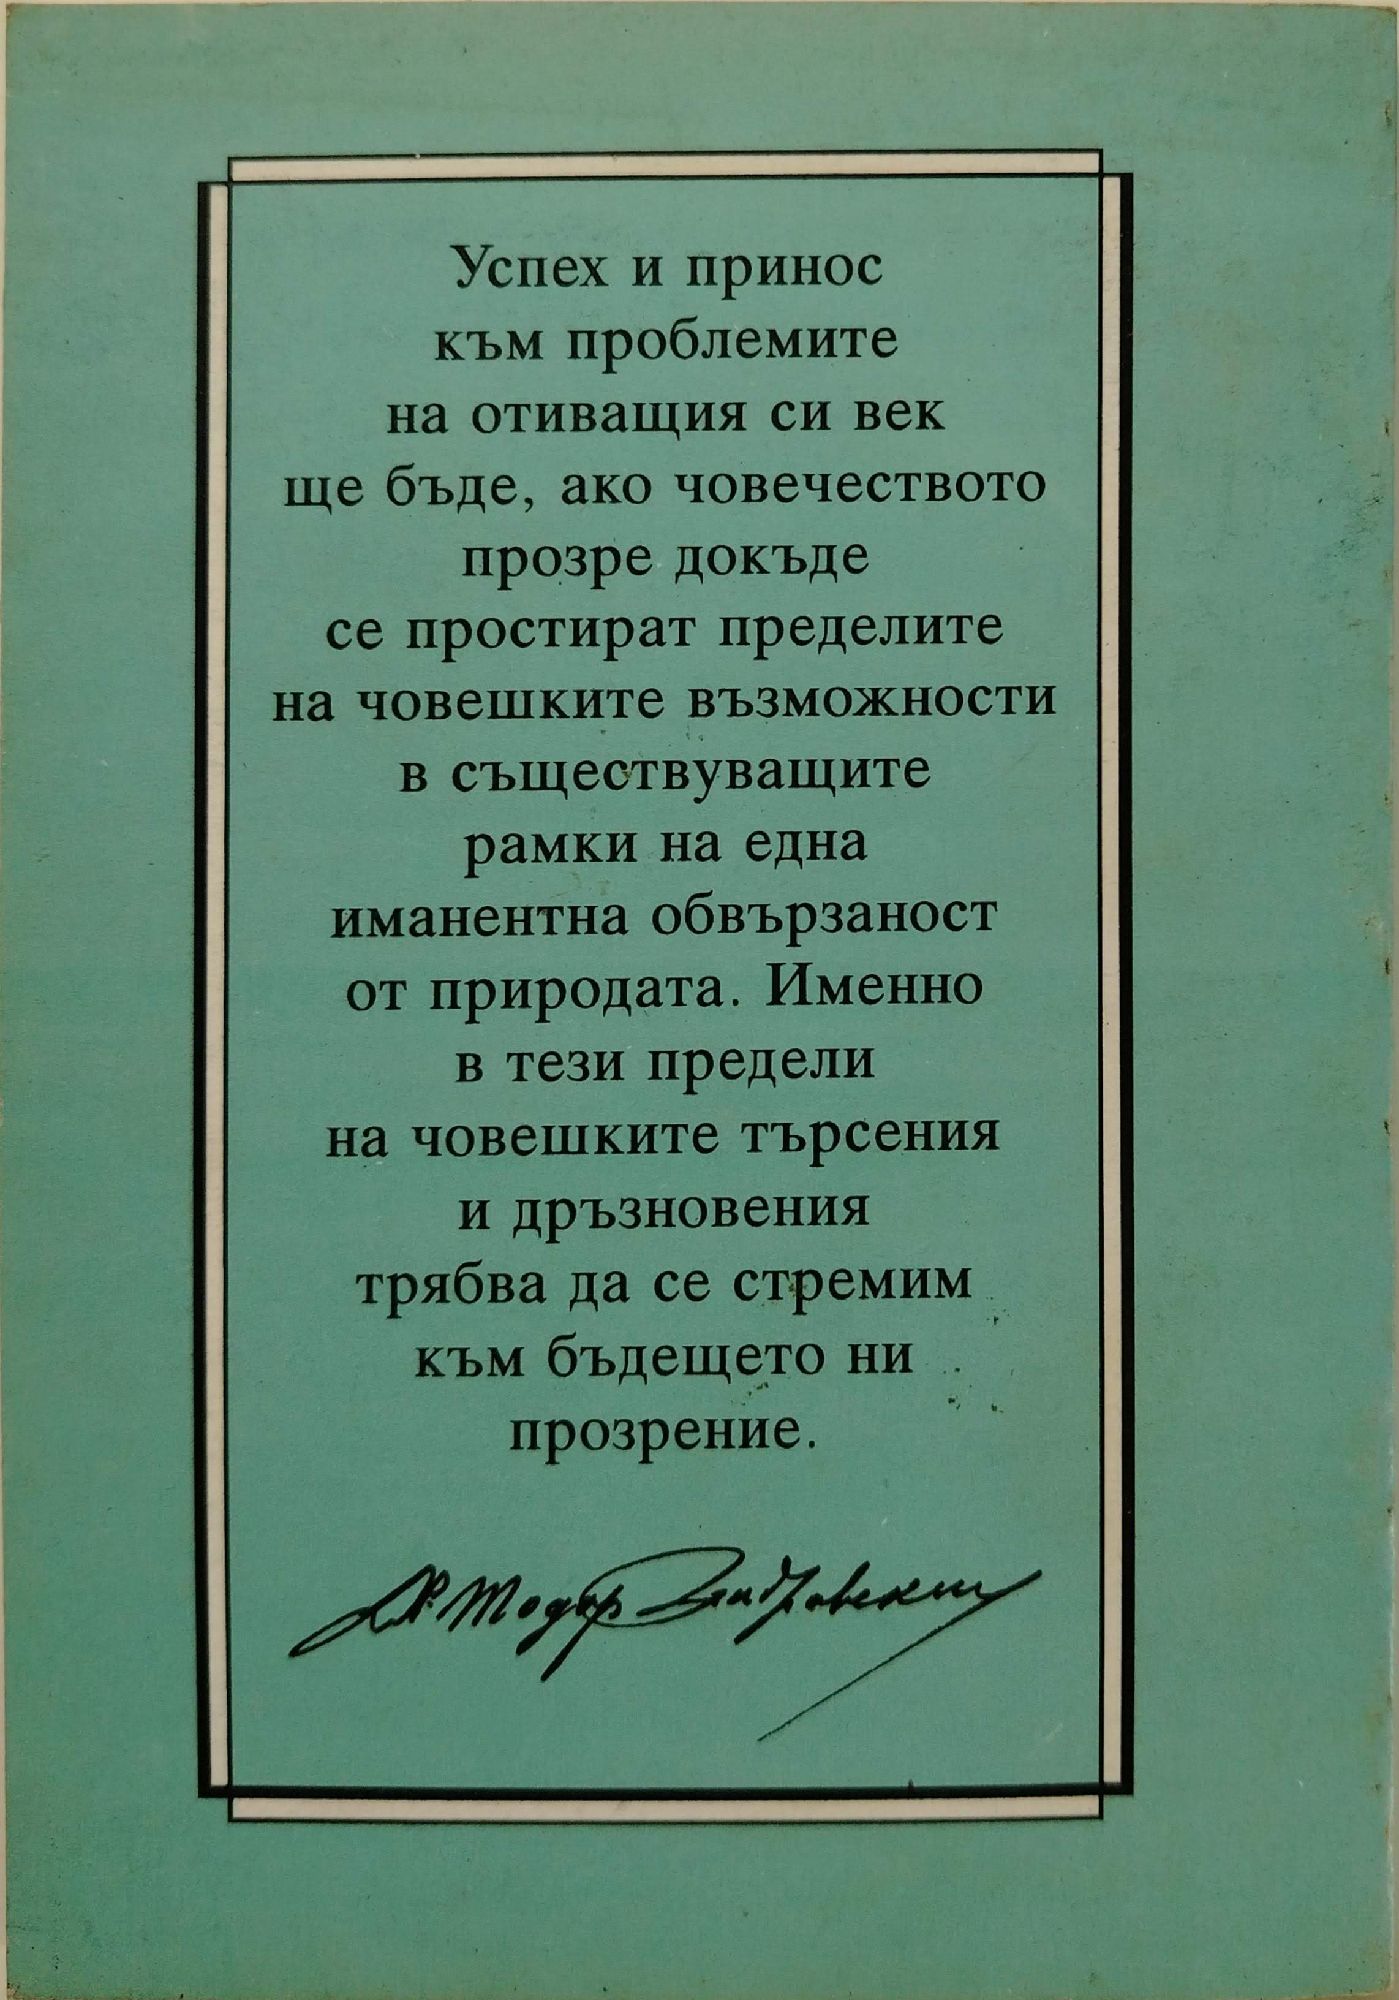 Успех и принос
към проблемите
на отиващия си век
ще бъде, ако човечеството
прозре докъде
се простират пределите
на човешките възможности
в съществуващите
рамки на една
иманентна обвързаност
от природата. Именно
в тези предели
на човешките търсения
и дръзновения
трябва да се стремим
към бъдещето ни
прозрение.
Тодор